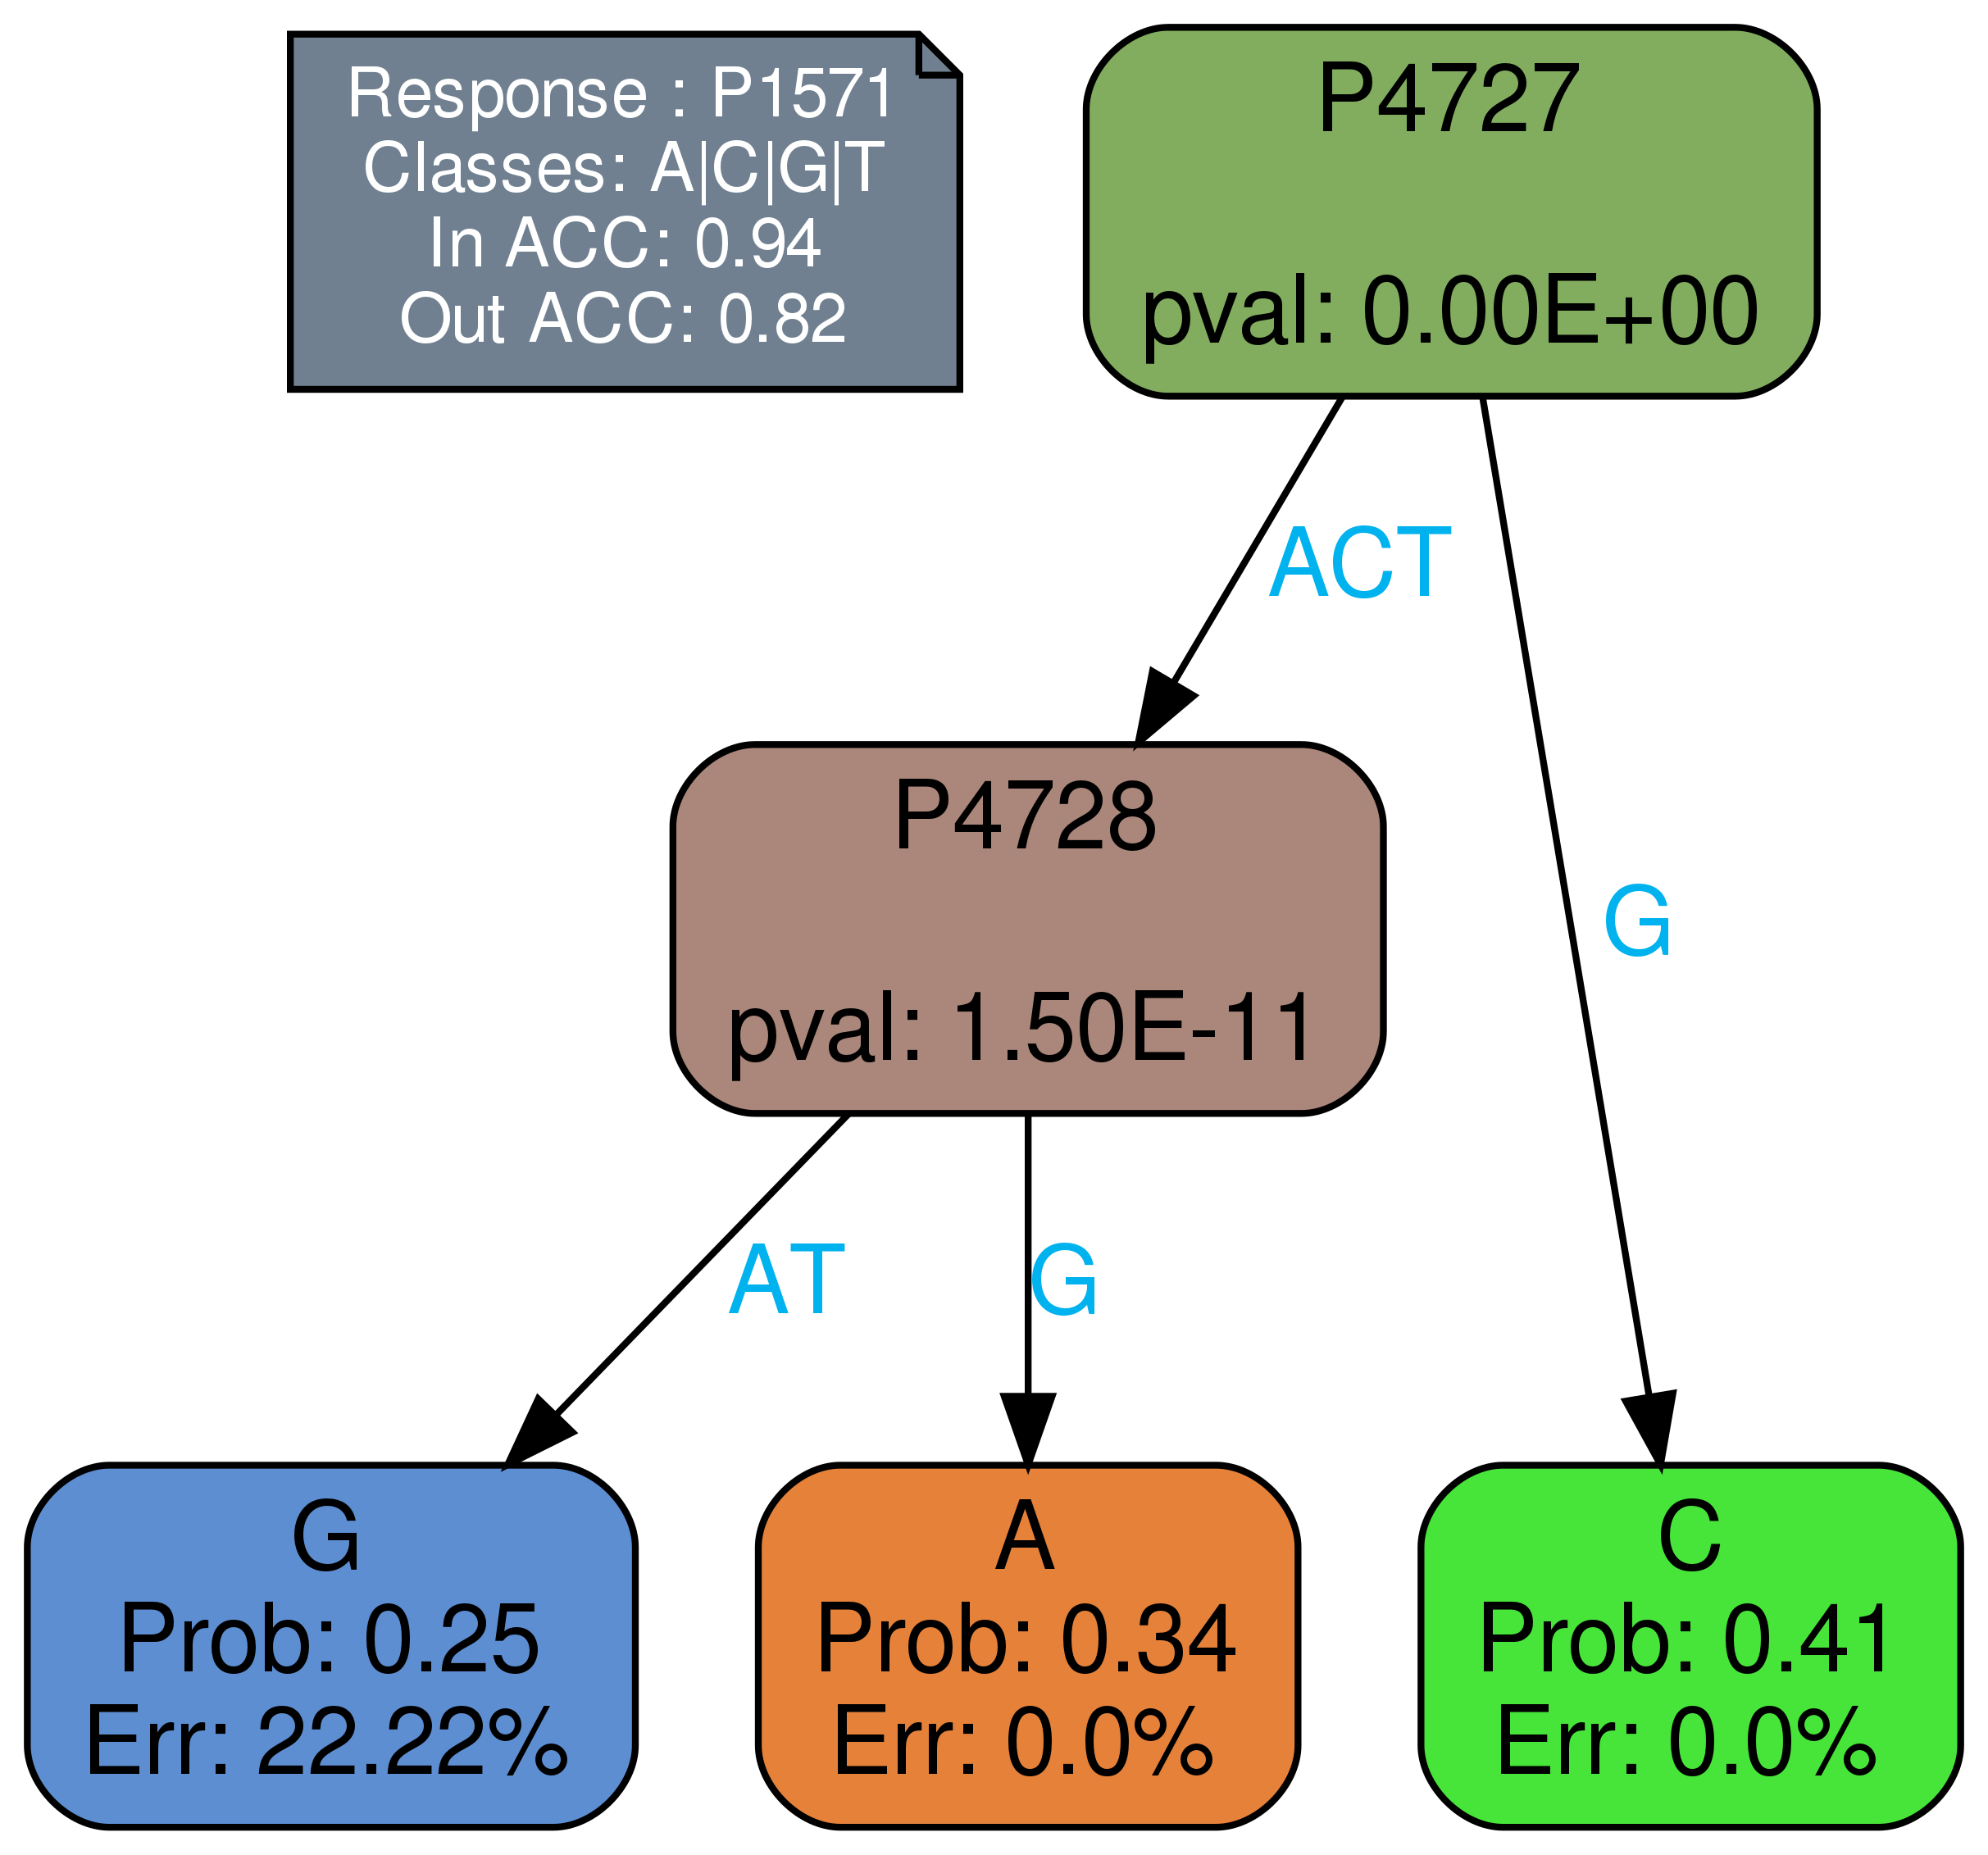 Response : P1571
Classes: A|C|G|T
In ACC: 0.94
Out ACC: 0.82
P4727
pval: 0.00E+00
ACT
P4728
pval: 1.50E-11
G
AT
G
G
Prob: 0.25
Err: 22.22%
A
Prob: 0.34
Err: 0.0%
C
Prob: 0.41
Err: 0.0%